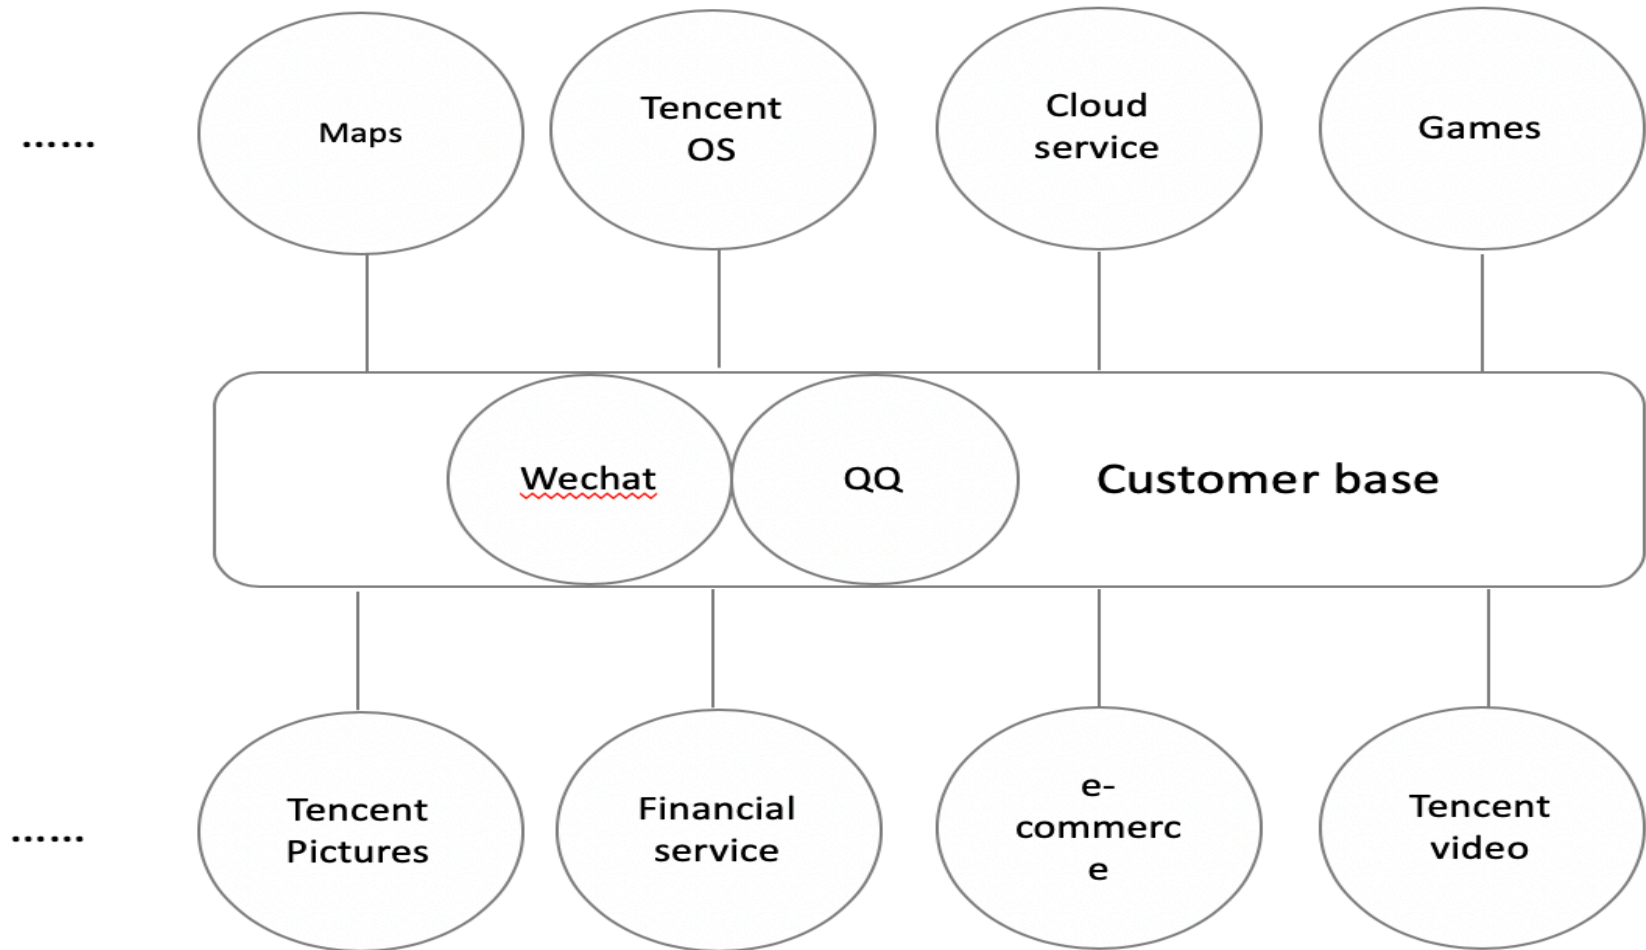 ......
Maps
Tencent
OS
Cloud
service
Games
Wechat
QQ
Customer base
......
Tencent
Pictures
Financial
service
e-
commerc
e
Tencent
video